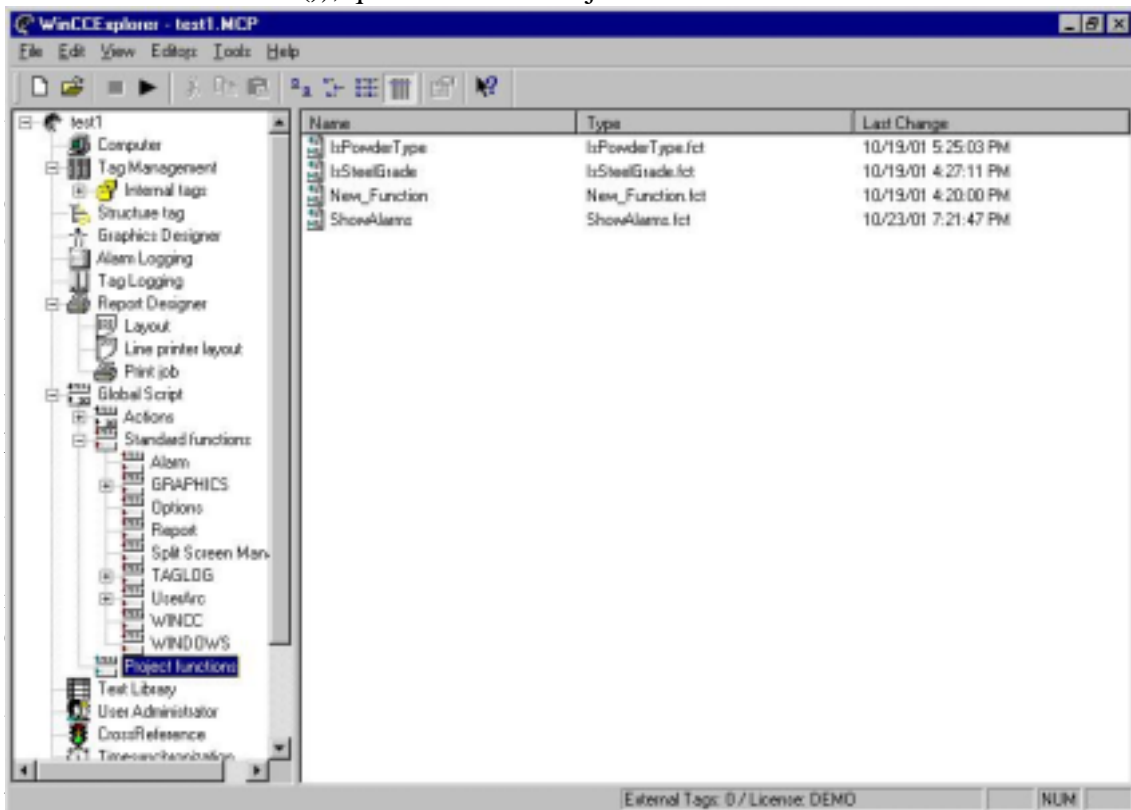 WinCCExplorer - test1.MCP
File Edit View Editors Tools Help
test1
Computer
Tag Management
Internal tags
Structure tag
Graphics Designer
Alarm Logging
Tag Logging
Report Designer
Layout
Line printer layout
Print job
Global Script
Actions
Standard functions
Alarm
GRAPHICS
Options
Report
Split Screen Man
TAGLOG
UserArc
WINCC
WINDOWS
Project functions
Text Library
User Administrator
CrossReference
Timesynchronization
Name Type Last Change
IsPowderType IsPowderType.fct 10/19/01 5:25:03 PM
IsSteelGrade IsSteelGrade.fct 10/19/01 4:27:11 PM
New_Function New_Function.fct 10/19/01 4:20:00 PM
ShowAlarms ShowAlarms.fct 10/23/01 7:21:47 PM
External Tags: 0 / License: DEMO NUM